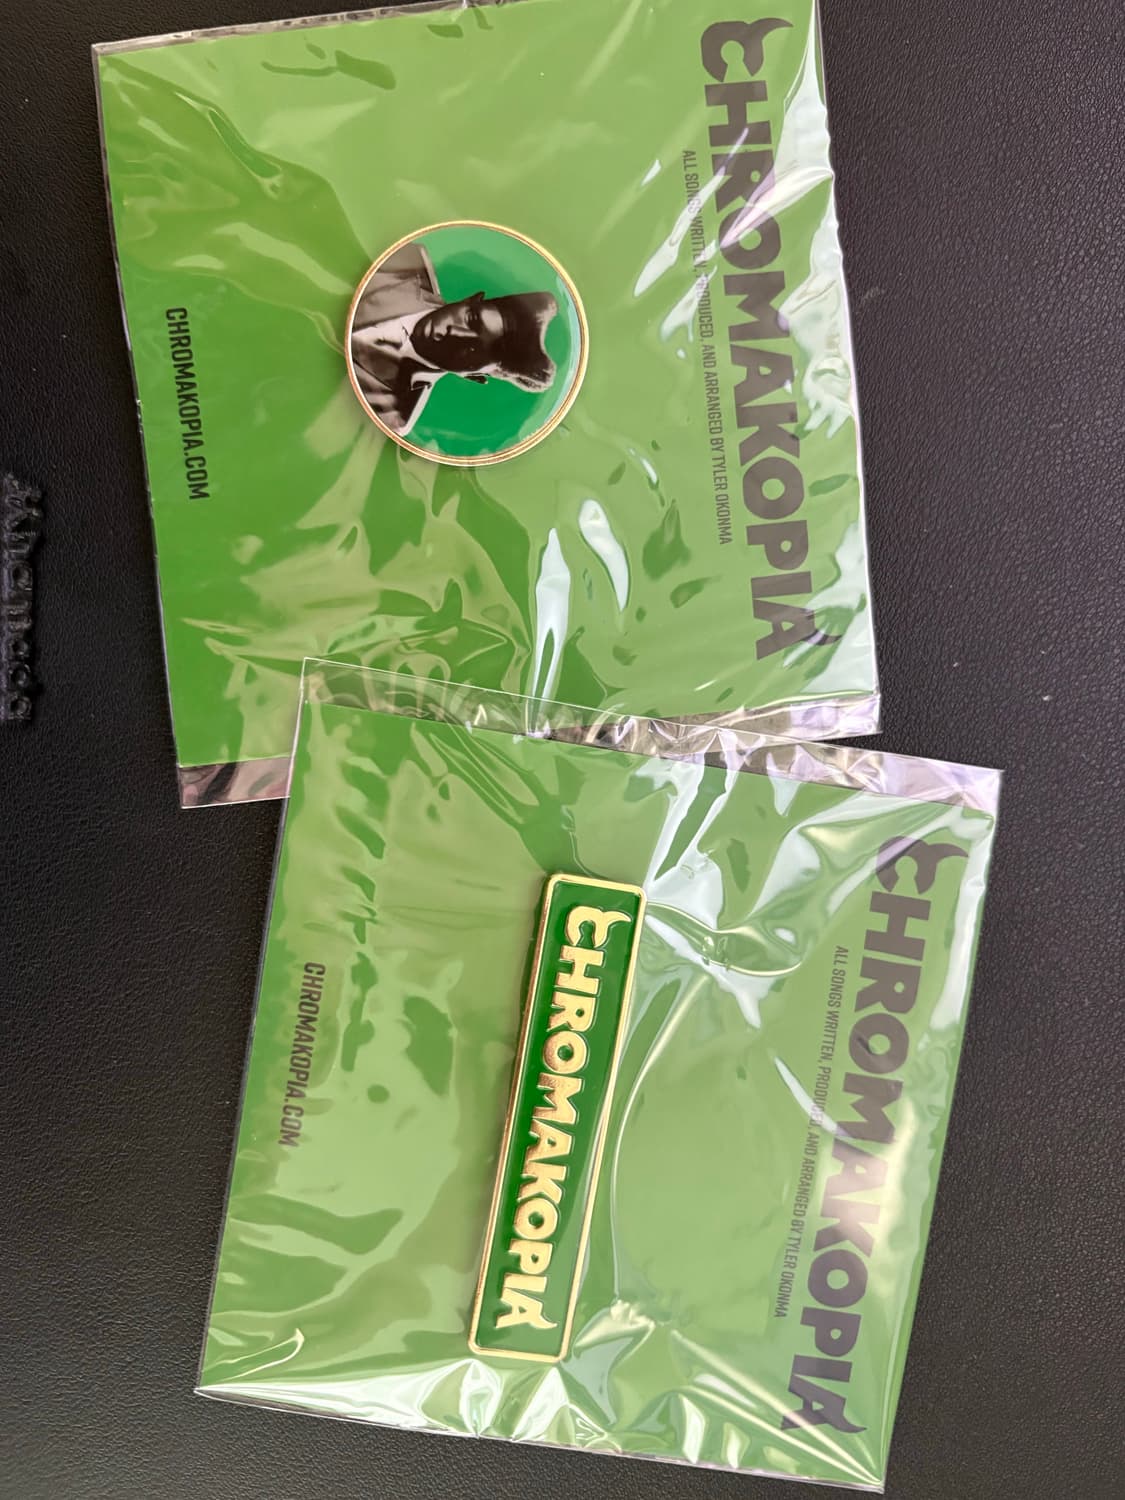 CHROMAKOPIA
ALL SONGS WRITTEN, PRODUCED, AND ARRANGED BY TYLER OKONMA
CHROMAKOPIA.COM
CHROMAKOPIA
ALL SONGS WRITTEN, PRODUCED, AND ARRANGED BY TYLER OKONMA
CHROMAKOPIA
CHROMAKOPIA.COM